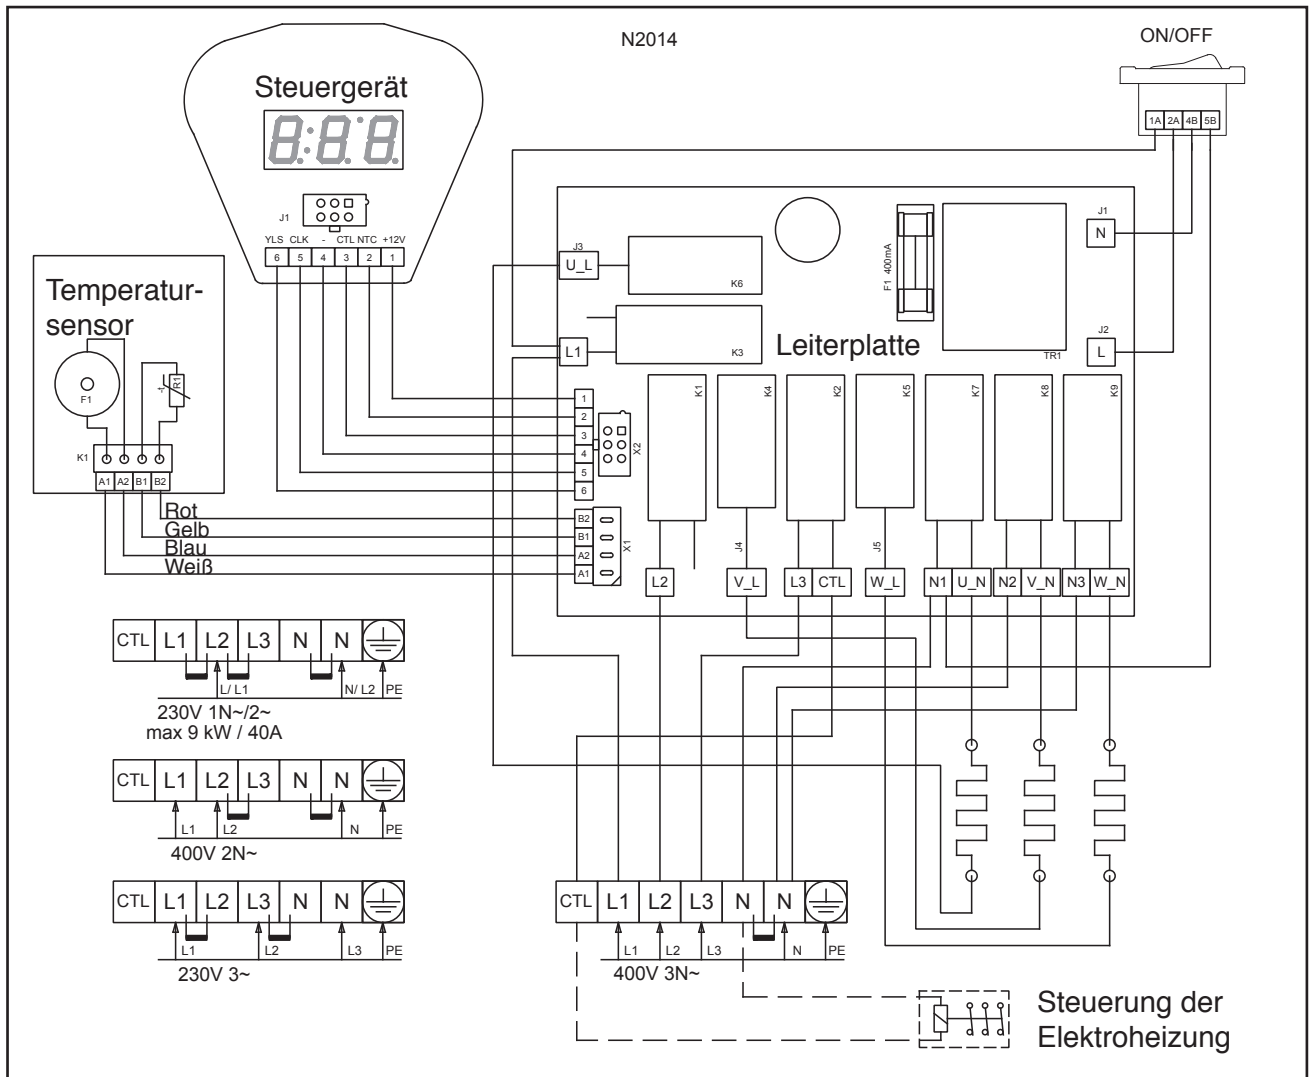 N2014
ON/OFF
Steuergerät
8:8.8.
J1
YLS CLK - CTL NTC +12V
6 5 4 3 2 1
1A 2A 4B 5B
Temperatur-
sensor
F1
-t
R1
K1
A1 A2 B1 B2
J3
U_L
K6
L1
K3
F1 400mA
TR1
J1
N
J2
L
Leiterplatte
K1
K4
K2
K5
K7
K8
K9
1
2
3
4
5
6
X2
B2
B1
A2
A1
X1
Rot
Gelb
Blau
Weiß
J4
J5
L2 V_L L3 CTL W_L N1 U_N N2 V_N N3 W_N
CTL L1 L2 L3 N N
L/ L1 N/ L2 PE
230V 1N~/2~
max 9 kW / 40A
CTL L1 L2 L3 N N
L1 L2 N PE
400V 2N~
CTL L1 L2 L3 N N
L1 L2 L3 PE
230V 3~
CTL L1 L2 L3 N N
L1 L2 L3 N PE
400V 3N~
Steuerung der
Elektroheizung